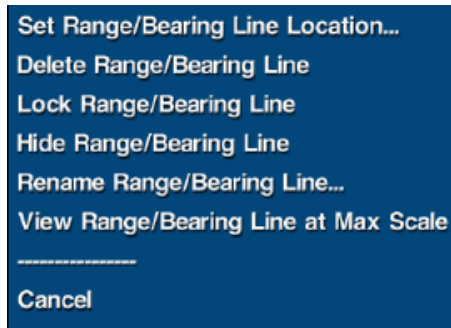 Set Range/Bearing Line Location...
Delete Range/Bearing Line
Lock Range/Bearing Line
Hide Range/Bearing Line
Rename Range/Bearing Line...
View Range/Bearing Line at Max Scale
----------------
Cancel